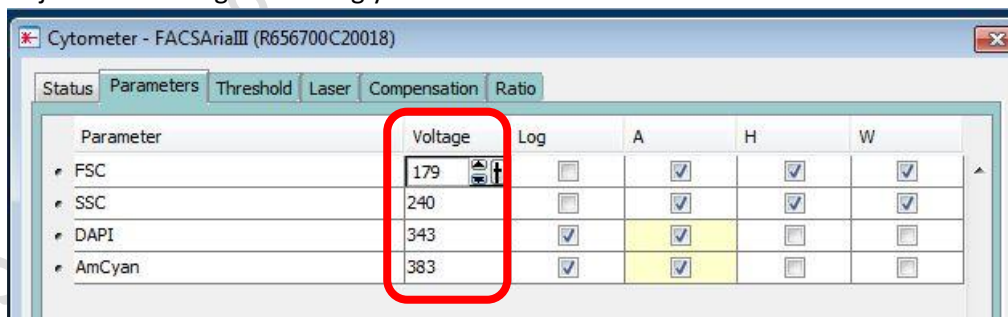 Cytometer - FACSAriaIII (R656700C20018)
Status Parameters Threshold Laser Compensation Ratio
Parameter Voltage Log A H W
FSC 179
SSC 240
DAPI 343
AmCyan 383